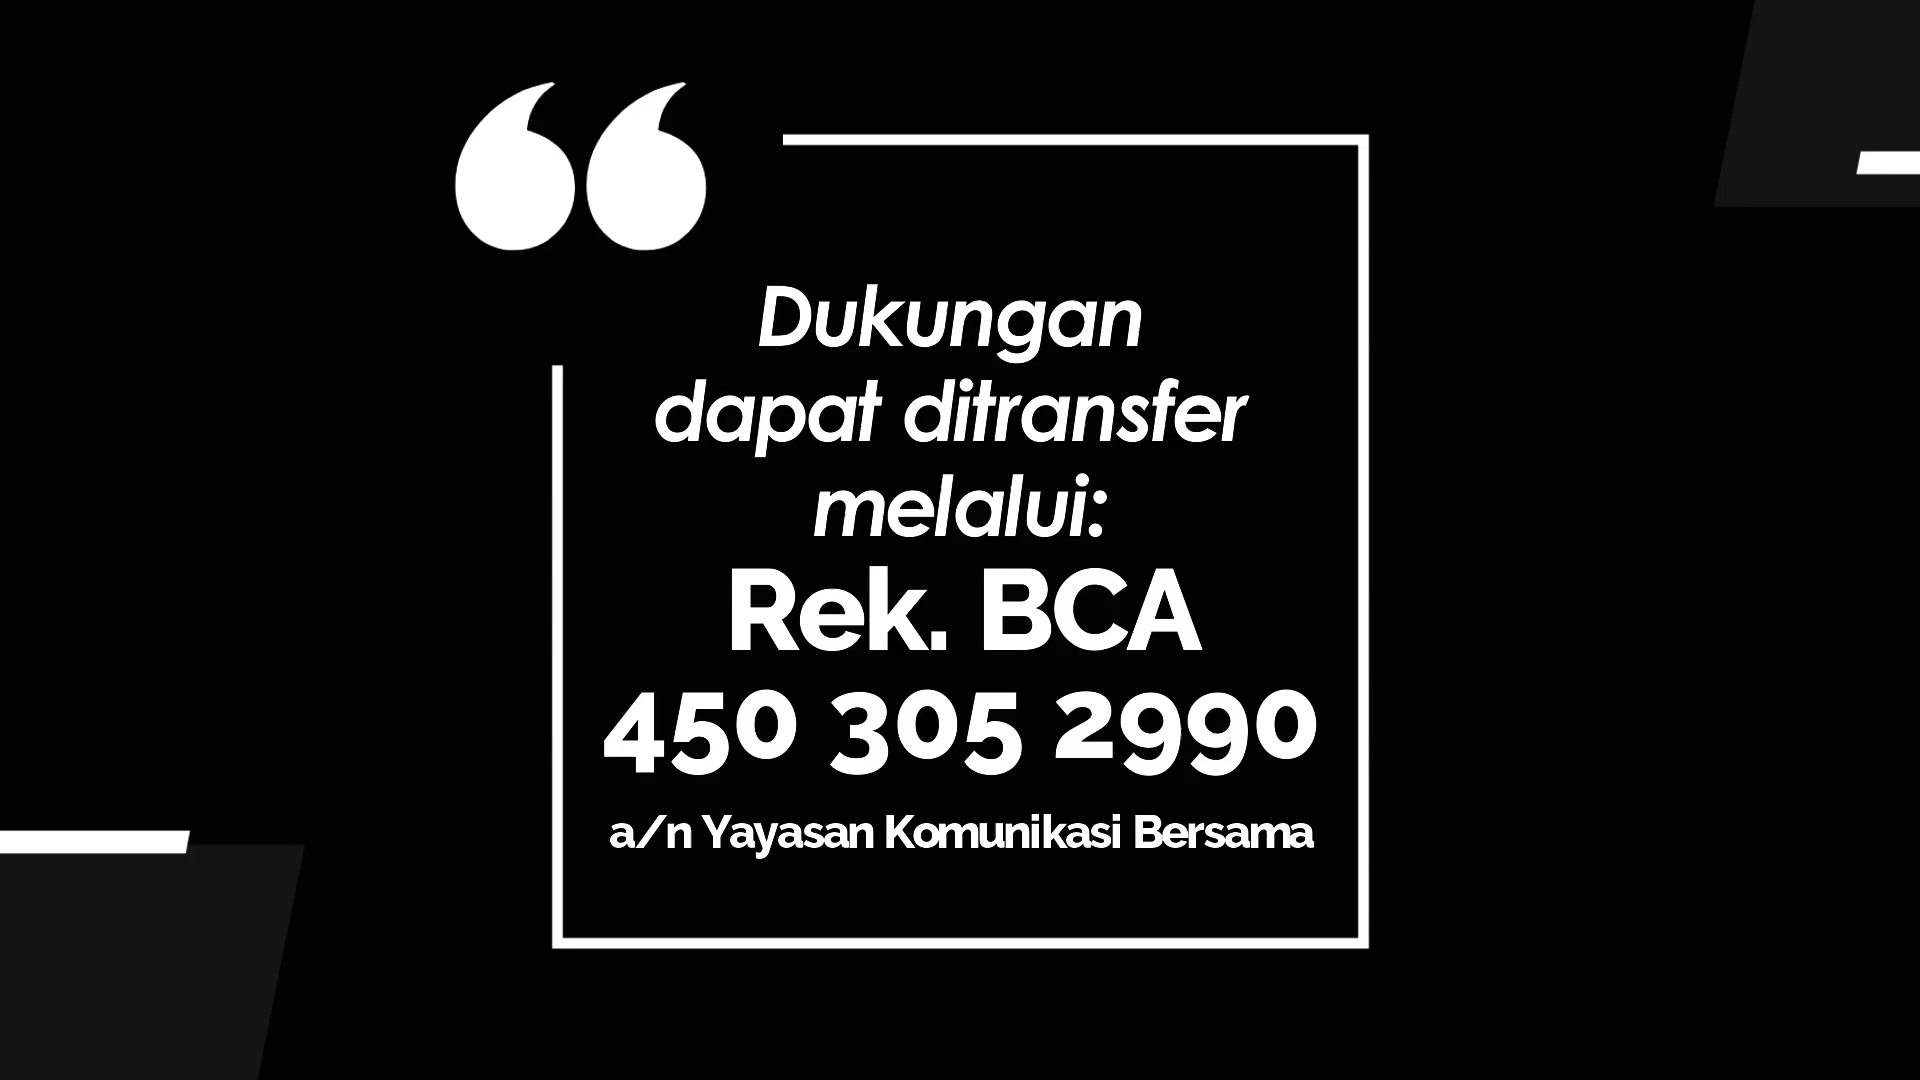 Dukungan
dapat ditransfer
melalui:
Rek. BCA
450 305 2990
a/n Yayasan Komunikasi Bersama